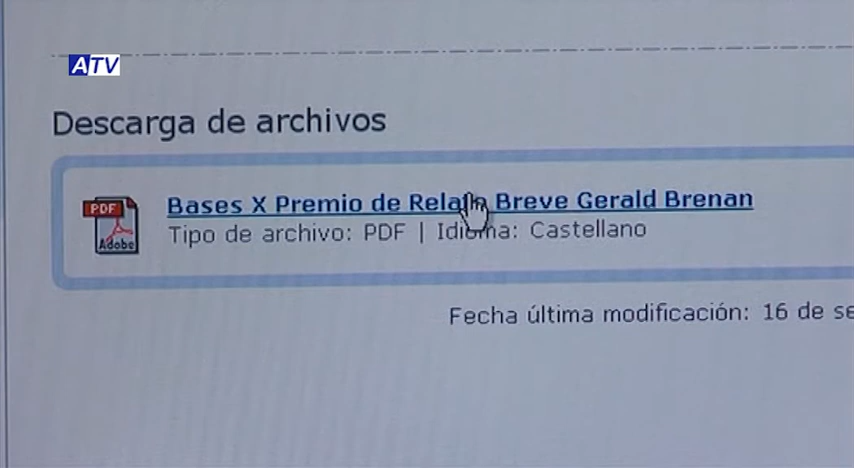 ATV
Descarga de archivos
PDF
Adobe
Bases X Premio de Relato Breve Gerald Brenan
Tipo de archivo: PDF | Idioma: Castellano
Fecha última modificación: 16 de se